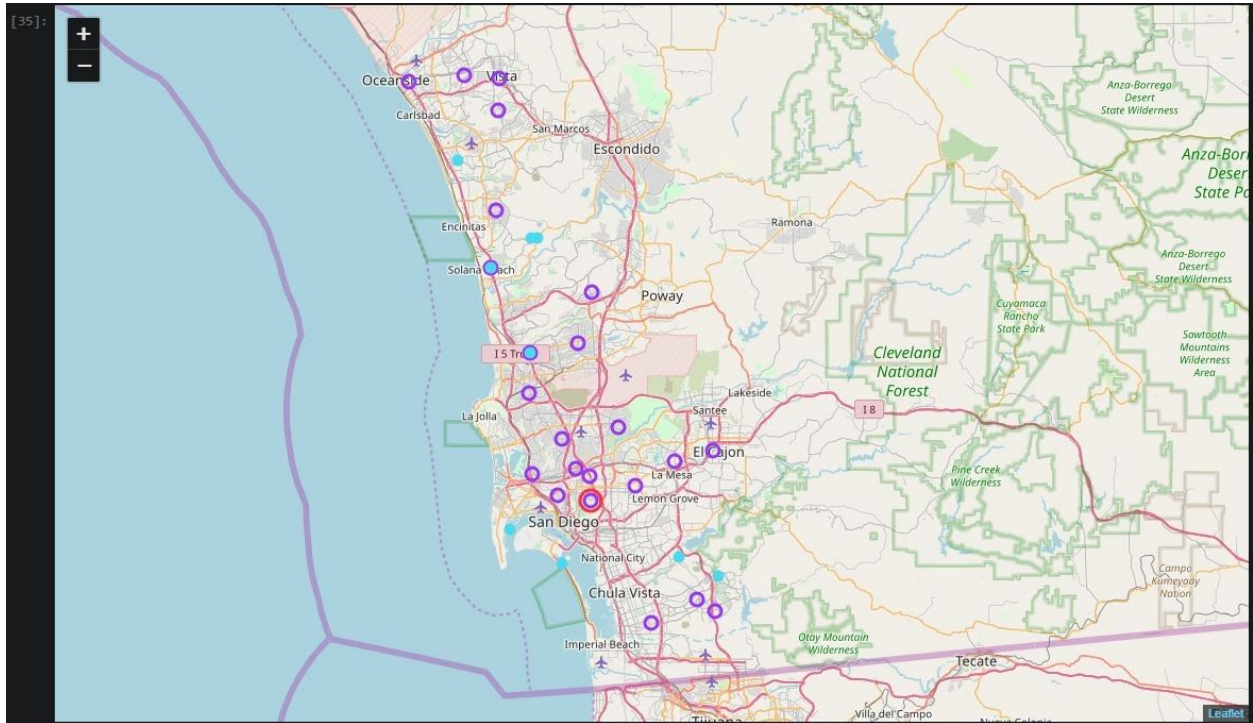 [35]:
+
−
Oceanside
Vista
Carlsbad
San Marcos
Escondido
Anza-Borrego
Desert
State Wilderness
Encinitas
Ramona
Solana Beach
Anza-Borrego
Desert
State Wilderness
Poway
Cuyamaca
Rancho
State Park
I 5
Sawtooth
Mountains
Wilderness
Area
Cleveland
National
Forest
La Jolla
Santee
Lakeside
I 8
El Cajon
La Mesa
Pine Creek
Wilderness
Lemon Grove
San Diego
National City
Chula Vista
Campo
Kumeyaay
Nation
Imperial Beach
Otay Mountain
Wilderness
Tecate
Tijuana
Villa del Campo
Leaflet